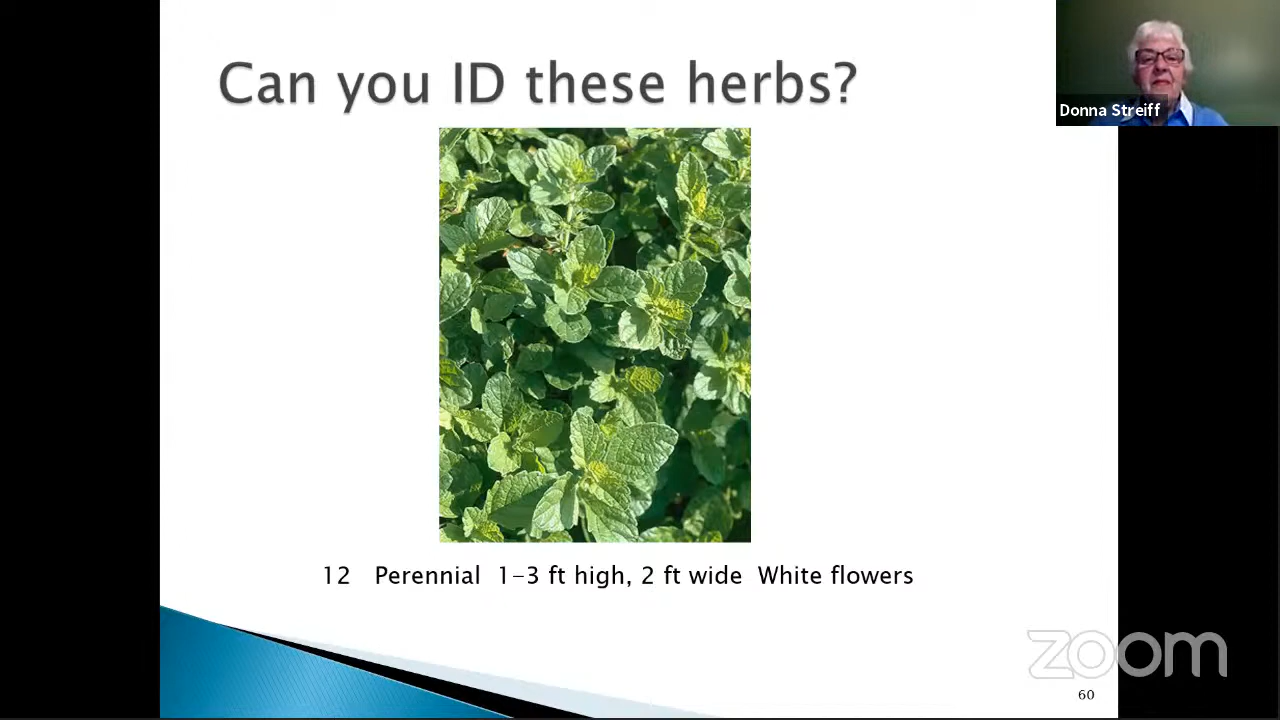 Can you ID these herbs?
Donna Streiff
12 Perennial 1-3 ft high, 2 ft wide White flowers
zoom
60